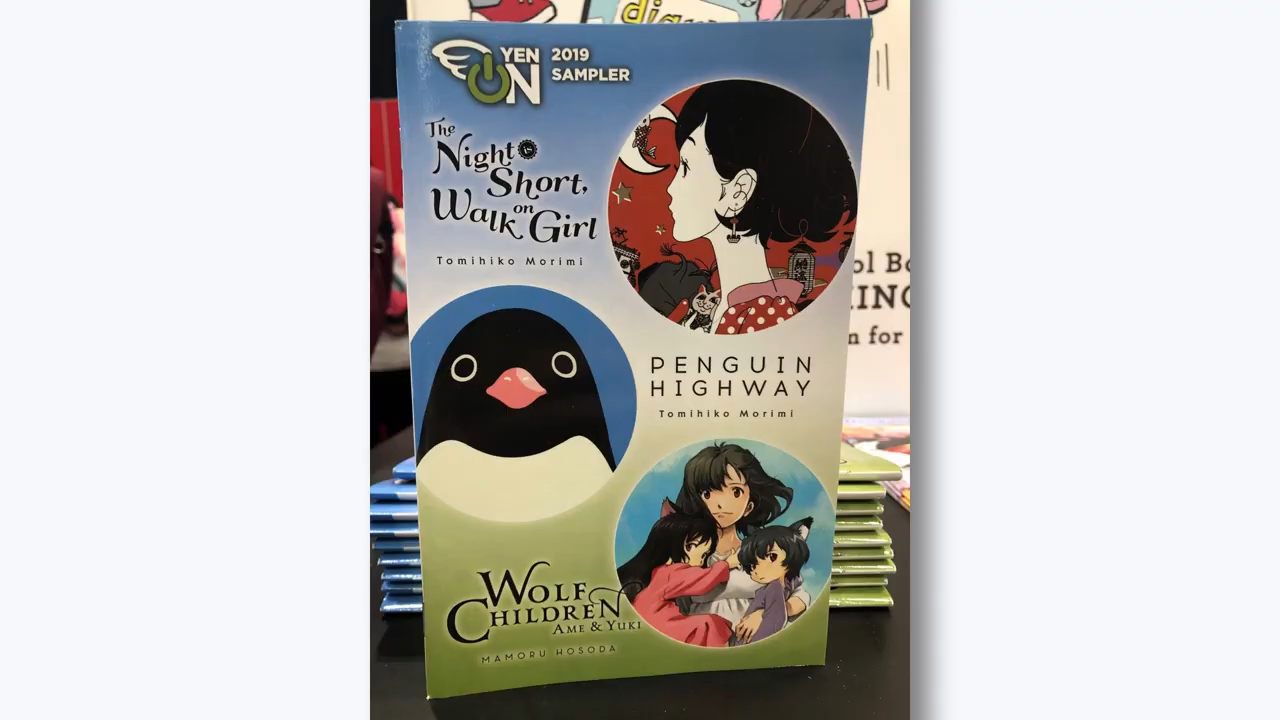 YEN ON
2019
SAMPLER
The
Night is
Short,
Walk on
Girl
Tomihiko Morimi
PENGUIN
HIGHWAY
Tomihiko Morimi
WOLF
CHILDREN
AME & YUKI
MAMORU HOSODA
n for